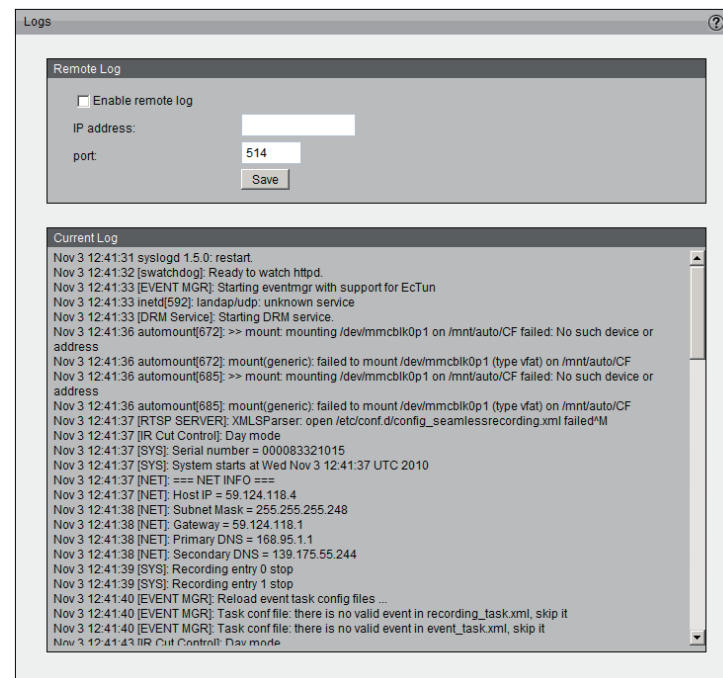 Logs
?
Remote Log
Enable remote log
IP address:
port: 514
Save
Current Log
Nov 3 12:41:31 syslogd 1.5.0: restart.
Nov 3 12:41:32 [swatchdog]: Ready to watch httpd.
Nov 3 12:41:33 [EVENT MGR]: Starting eventmgr with support for EcTun
Nov 3 12:41:33 inetd[592]: landap/udp: unknown service
Nov 3 12:41:33 [DRM Service]: Starting DRM service.
Nov 3 12:41:36 automount[672]: >> mount: mounting /dev/mmcblk0p1 on /mnt/auto/CF failed: No such device or
address
Nov 3 12:41:36 automount[672]: mount(generic): failed to mount /dev/mmcblk0p1 (type vfat) on /mnt/auto/CF
Nov 3 12:41:36 automount[685]: >> mount: mounting /dev/mmcblk0p1 on /mnt/auto/CF failed: No such device or
address
Nov 3 12:41:36 automount[685]: mount(generic): failed to mount /dev/mmcblk0p1 (type vfat) on /mnt/auto/CF
Nov 3 12:41:37 [RTSP SERVER]: XMLSParser: open /etc/conf.d/config_seamlessrecording.xml failed^M
Nov 3 12:41:37 [IR Cut Control]: Day mode
Nov 3 12:41:37 [SYS]: Serial number = 000083321015
Nov 3 12:41:37 [SYS]: System starts at Wed Nov 3 12:41:37 UTC 2010
Nov 3 12:41:37 [NET]: === NET INFO ===
Nov 3 12:41:37 [NET]: Host IP = 59.124.118.4
Nov 3 12:41:38 [NET]: Subnet Mask = 255.255.255.248
Nov 3 12:41:38 [NET]: Gateway = 59.124.118.1
Nov 3 12:41:38 [NET]: Primary DNS = 168.95.1.1
Nov 3 12:41:38 [NET]: Secondary DNS = 139.175.55.244
Nov 3 12:41:39 [SYS]: Recording entry 0 stop
Nov 3 12:41:39 [SYS]: Recording entry 1 stop
Nov 3 12:41:40 [EVENT MGR]: Reload event task config files ...
Nov 3 12:41:40 [EVENT MGR]: Task conf file: there is no valid event in recording_task.xml, skip it
Nov 3 12:41:40 [EVENT MGR]: Task conf file: there is no valid event in event_task.xml, skip it
Nov 3 12:41:43 [IR Cut Control]: Day mode